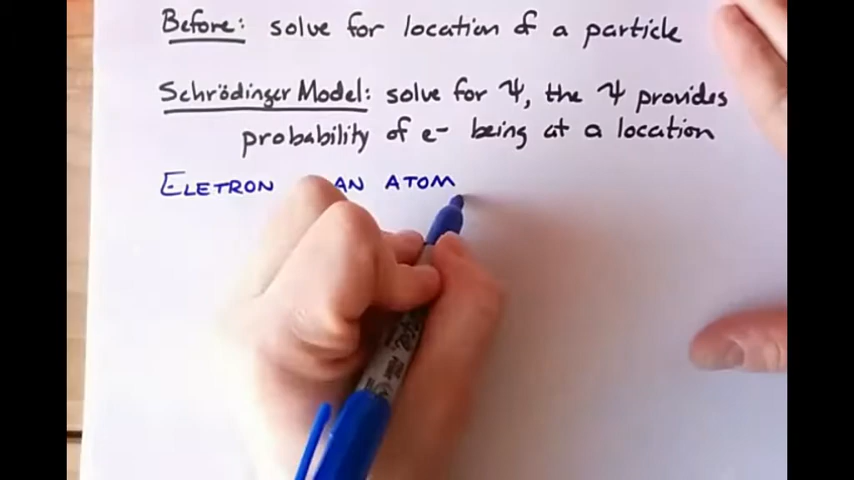 Before: solve for location of a particle
Schrödinger Model: solve for Ψ, the Ψ provides
probability of e- being at a location
ELETRON AN ATOM